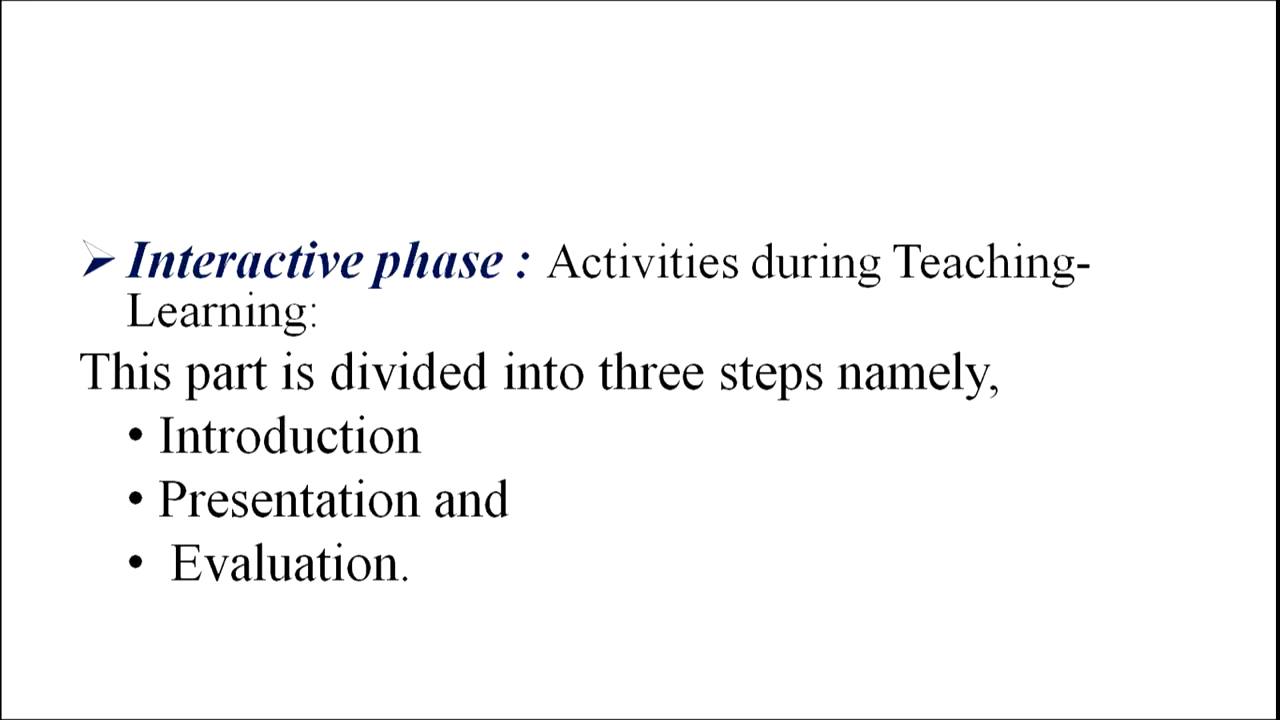 ➢ Interactive phase : Activities during Teaching-
Learning:
This part is divided into three steps namely,
• Introduction
• Presentation and
• Evaluation.